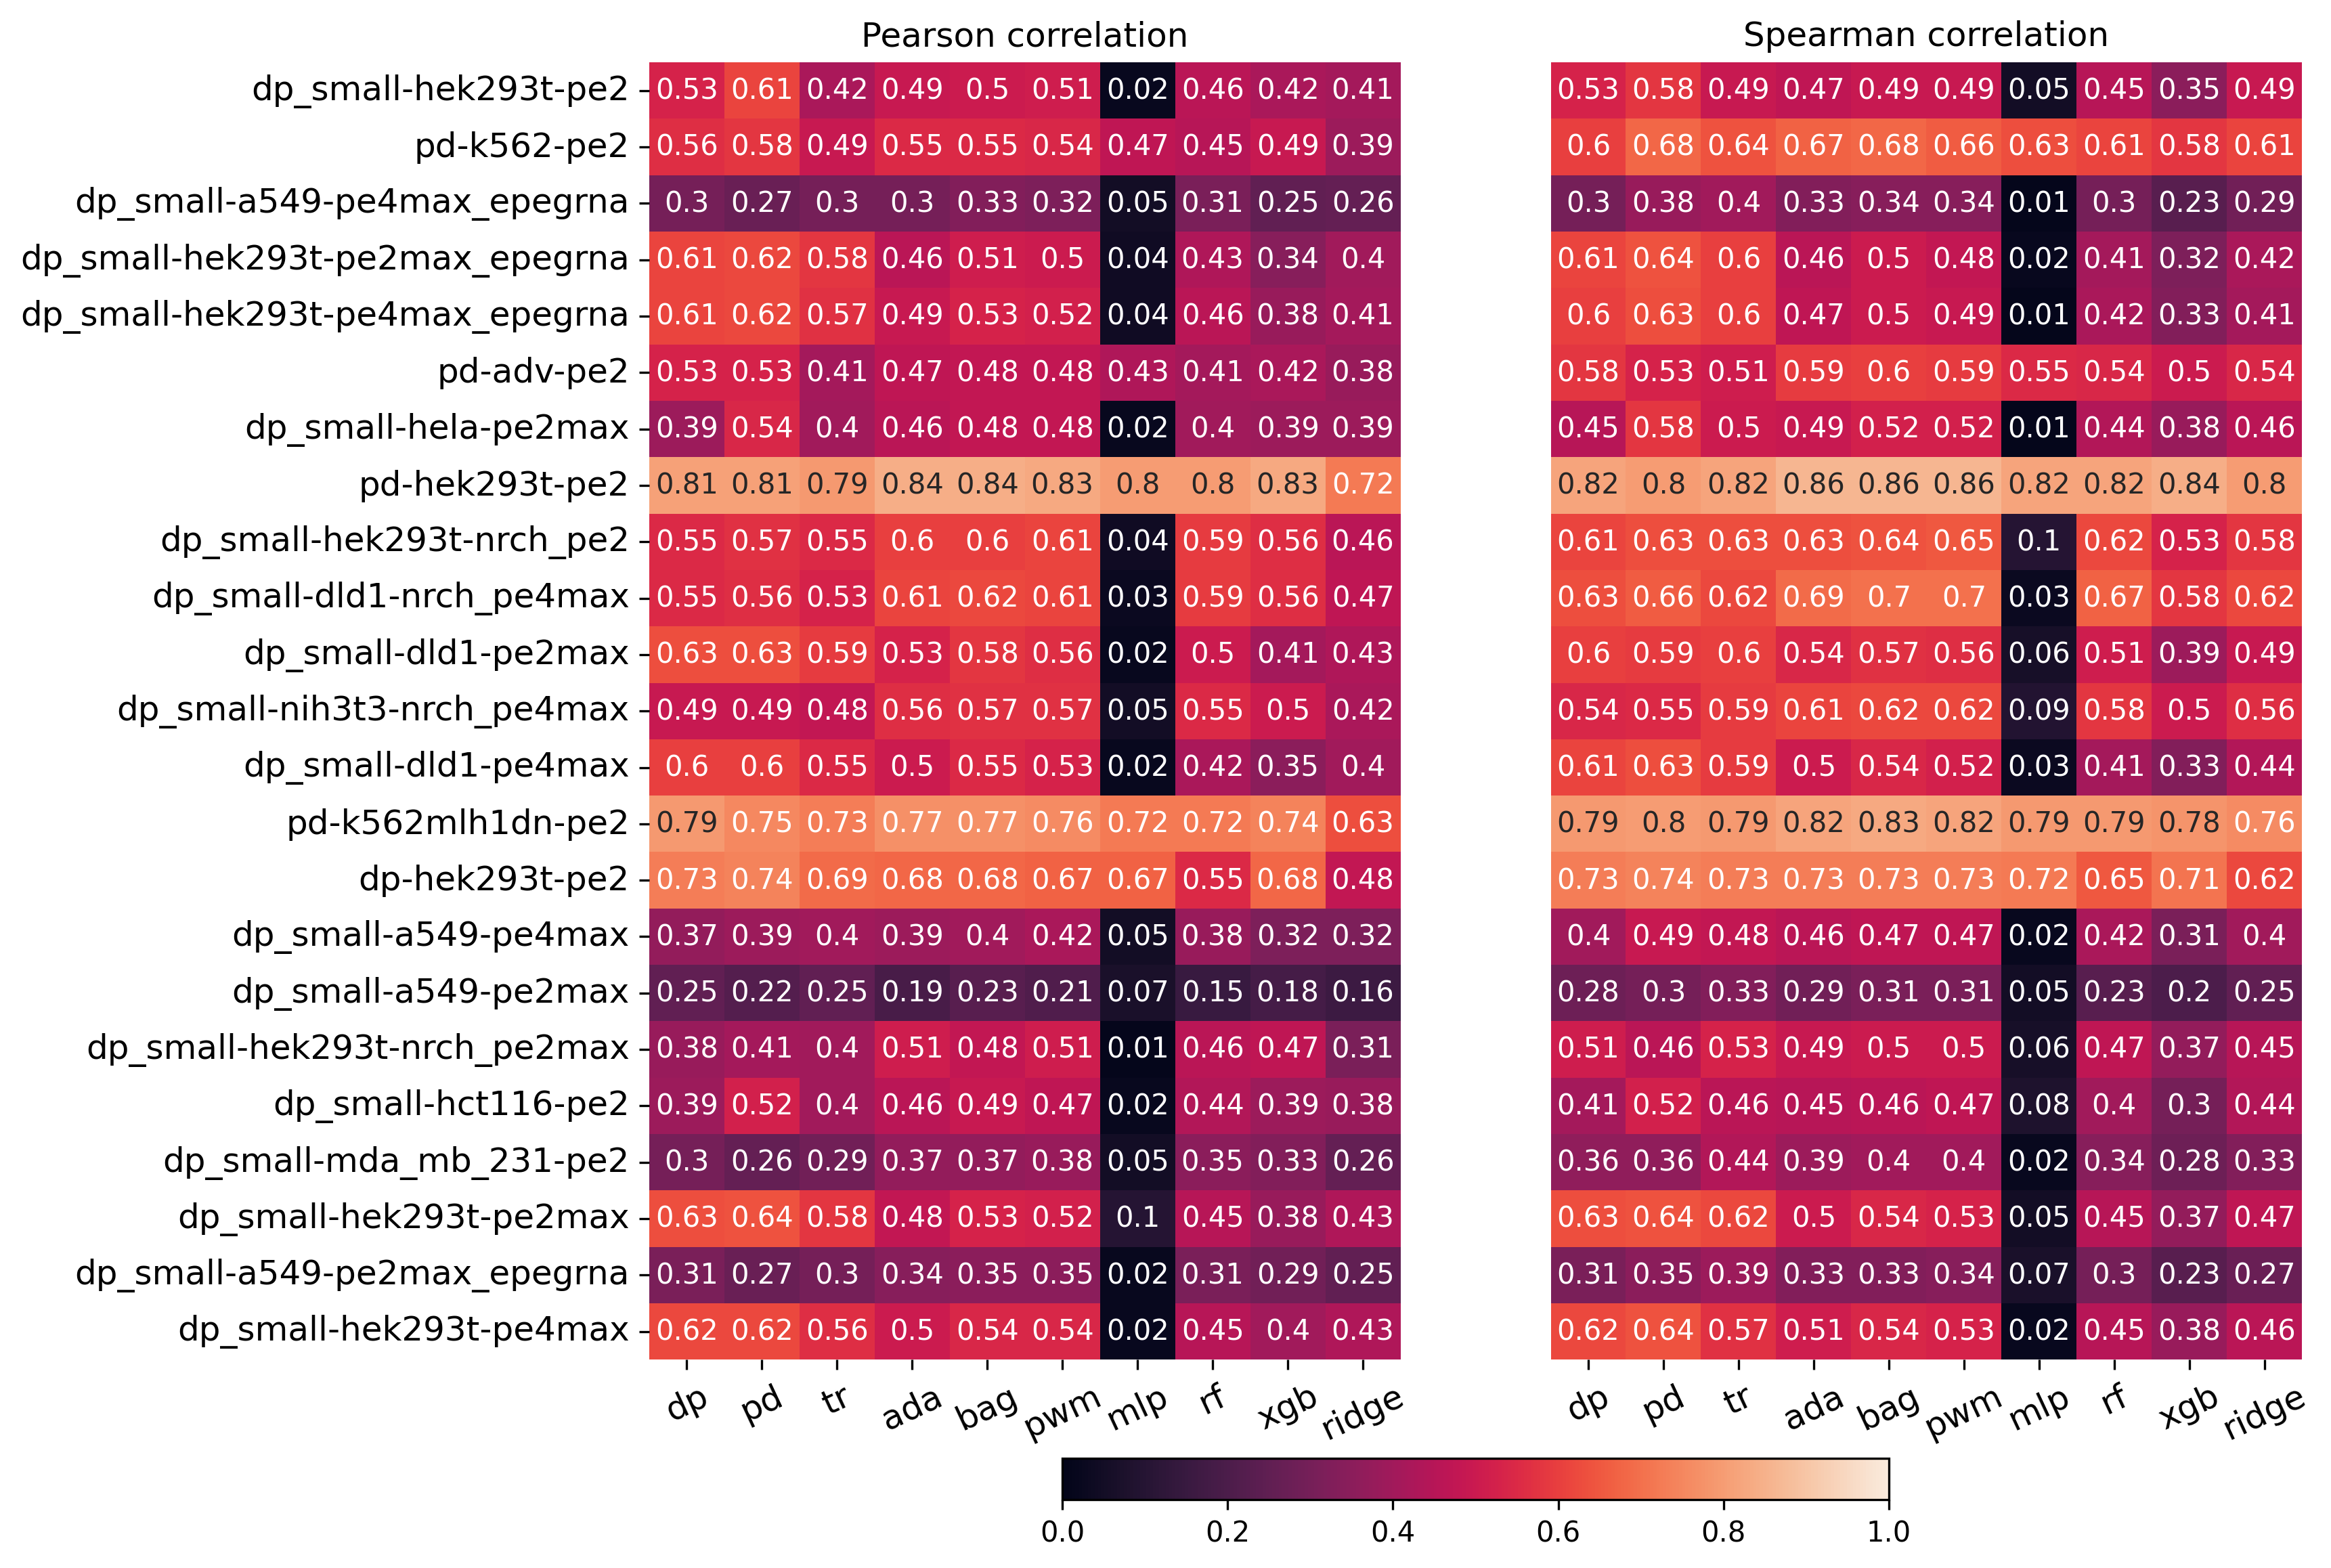 Pearson correlation Spearman correlation
dp_small-hek293t-pe2 0.53 0.61 0.42 0.49 0.5 0.51 0.02 0.46 0.42 0.41 0.53 0.58 0.49 0.47 0.49 0.49 0.05 0.45 0.35 0.49
pd-k562-pe2 0.56 0.58 0.49 0.55 0.55 0.54 0.47 0.45 0.49 0.39 0.6 0.68 0.64 0.67 0.68 0.66 0.63 0.61 0.58 0.61
dp_small-a549-pe4max_epegrna 0.3 0.27 0.3 0.3 0.33 0.32 0.05 0.31 0.25 0.26 0.3 0.38 0.4 0.33 0.34 0.34 0.01 0.3 0.23 0.29
dp_small-hek293t-pe2max_epegrna 0.61 0.62 0.58 0.46 0.51 0.5 0.04 0.43 0.34 0.4 0.61 0.64 0.6 0.46 0.5 0.48 0.02 0.41 0.32 0.42
dp_small-hek293t-pe4max_epegrna 0.61 0.62 0.57 0.49 0.53 0.52 0.04 0.46 0.38 0.41 0.6 0.63 0.6 0.47 0.5 0.49 0.01 0.42 0.33 0.41
pd-adv-pe2 0.53 0.53 0.41 0.47 0.48 0.48 0.43 0.41 0.42 0.38 0.58 0.53 0.51 0.59 0.6 0.59 0.55 0.54 0.5 0.54
dp_small-hela-pe2max 0.39 0.54 0.4 0.46 0.48 0.48 0.02 0.4 0.39 0.39 0.45 0.58 0.5 0.49 0.52 0.52 0.01 0.44 0.38 0.46
pd-hek293t-pe2 0.81 0.81 0.79 0.84 0.84 0.83 0.8 0.8 0.83 0.72 0.82 0.8 0.82 0.86 0.86 0.86 0.82 0.82 0.84 0.8
dp_small-hek293t-nrch_pe2 0.55 0.57 0.55 0.6 0.6 0.61 0.04 0.59 0.56 0.46 0.61 0.63 0.63 0.63 0.64 0.65 0.1 0.62 0.53 0.58
dp_small-dld1-nrch_pe4max 0.55 0.56 0.53 0.61 0.62 0.61 0.03 0.59 0.56 0.47 0.63 0.66 0.62 0.69 0.7 0.7 0.03 0.67 0.58 0.62
dp_small-dld1-pe2max 0.63 0.63 0.59 0.53 0.58 0.56 0.02 0.5 0.41 0.43 0.6 0.59 0.6 0.54 0.57 0.56 0.06 0.51 0.39 0.49
dp_small-nih3t3-nrch_pe4max 0.49 0.49 0.48 0.56 0.57 0.57 0.05 0.55 0.5 0.42 0.54 0.55 0.59 0.61 0.62 0.62 0.09 0.58 0.5 0.56
dp_small-dld1-pe4max 0.6 0.6 0.55 0.5 0.55 0.53 0.02 0.42 0.35 0.4 0.61 0.63 0.59 0.5 0.54 0.52 0.03 0.41 0.33 0.44
pd-k562mlh1dn-pe2 0.79 0.75 0.73 0.77 0.77 0.76 0.72 0.72 0.74 0.63 0.79 0.8 0.79 0.82 0.83 0.82 0.79 0.79 0.78 0.76
dp-hek293t-pe2 0.73 0.74 0.69 0.68 0.68 0.67 0.67 0.55 0.68 0.48 0.73 0.74 0.73 0.73 0.73 0.73 0.72 0.65 0.71 0.62
dp_small-a549-pe4max 0.37 0.39 0.4 0.39 0.4 0.42 0.05 0.38 0.32 0.32 0.4 0.49 0.48 0.46 0.47 0.47 0.02 0.42 0.31 0.4
dp_small-a549-pe2max 0.25 0.22 0.25 0.19 0.23 0.21 0.07 0.15 0.18 0.16 0.28 0.3 0.33 0.29 0.31 0.31 0.05 0.23 0.2 0.25
dp_small-hek293t-nrch_pe2max 0.38 0.41 0.4 0.51 0.48 0.51 0.01 0.46 0.47 0.31 0.51 0.46 0.53 0.49 0.5 0.5 0.06 0.47 0.37 0.45
dp_small-hct116-pe2 0.39 0.52 0.4 0.46 0.49 0.47 0.02 0.44 0.39 0.38 0.41 0.52 0.46 0.45 0.46 0.47 0.08 0.4 0.3 0.44
dp_small-mda_mb_231-pe2 0.3 0.26 0.29 0.37 0.37 0.38 0.05 0.35 0.33 0.26 0.36 0.36 0.44 0.39 0.4 0.4 0.02 0.34 0.28 0.33
dp_small-hek293t-pe2max 0.63 0.64 0.58 0.48 0.53 0.52 0.1 0.45 0.38 0.43 0.63 0.64 0.62 0.5 0.54 0.53 0.05 0.45 0.37 0.47
dp_small-a549-pe2max_epegrna 0.31 0.27 0.3 0.34 0.35 0.35 0.02 0.31 0.29 0.25 0.31 0.35 0.39 0.33 0.33 0.34 0.07 0.3 0.23 0.27
dp_small-hek293t-pe4max 0.62 0.62 0.56 0.5 0.54 0.54 0.02 0.45 0.4 0.43 0.62 0.64 0.57 0.51 0.54 0.53 0.02 0.45 0.38 0.46
dp pd tr ada bag pwm mlp rf xgb ridge dp pd tr ada bag pwm mlp rf xgb ridge
0.0 0.2 0.4 0.6 0.8 1.0